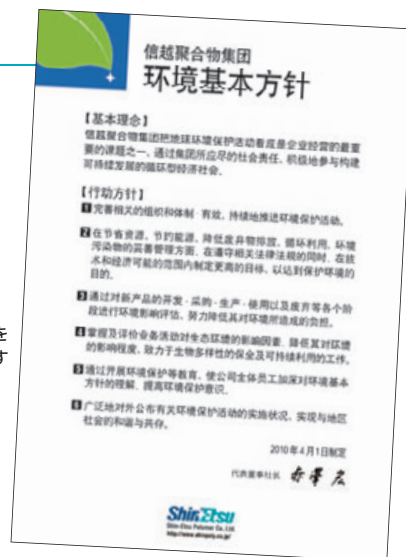 信越聚合物集团
环境基本方针
【基本理念】
信越聚合物集团把地球环境保护活动看成是企业经营的最重
要的课题之一、通过集团所应尽的社会责任、积极地参与构建
可持续发展的循环型经济社会。
【行动方针】
1 完善相关的组织和体制·有效、持续地推进环境保护活动。
2 在节省资源、节约能源、降低废弃物排放、循环利用、环境
污染物的妥善管理方面、在遵守相关法律法规的同时、在技
术和经济可能的范围内制定更高的目标、以达到保护环境的
目的。
3 通过对新产品的开发·采购·生产·使用以及废弃等各个阶
段进行环境影响评估、努力降低其对环境所造成的负担。
4 掌握及评价业务活动对生态环境的影响因素、降低其对环境
的影响程度、致力于生物多样性的保全及可持续利用的工作。
5 通过开展环境保护等教育、使公司全体员工加深对环境基本
方针的理解、提高环境保护意识。
6 广泛地对外公布有关环境保护活动的实施状况、实现与地区
社会的和谐与共存。
2010年4月1日制定
代表董事社长
ShinEtsu
Shin-Etsu Polymer Co., Ltd.
http://www.shinpoly.co.jp/
を
す